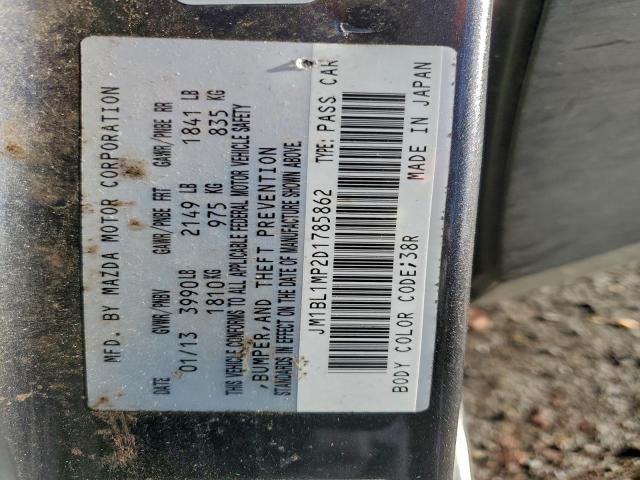 MFD. BY MAZDA MOTOR CORPORATION
DATE GVWR/MNBV GAWR/MNBE FRT GAWR/MNBE RR
01/13 3990LB 2149 LB 1841 LB
1810KG 975 KG 835 KG
THIS VEHICLE CONFORMS TO ALL APPLICABLE FEDERAL MOTOR VEHICLE SAFETY
,BUMPER,AND THEFT PREVENTION
STANDARDS IN EFFECT ON THE DATE OF MANUFACTURE SHOWN ABOVE.
JM1BL1MP2D1785862 TYPE: PASS CAR
BODY COLOR CODE;38R MADE IN JAPAN